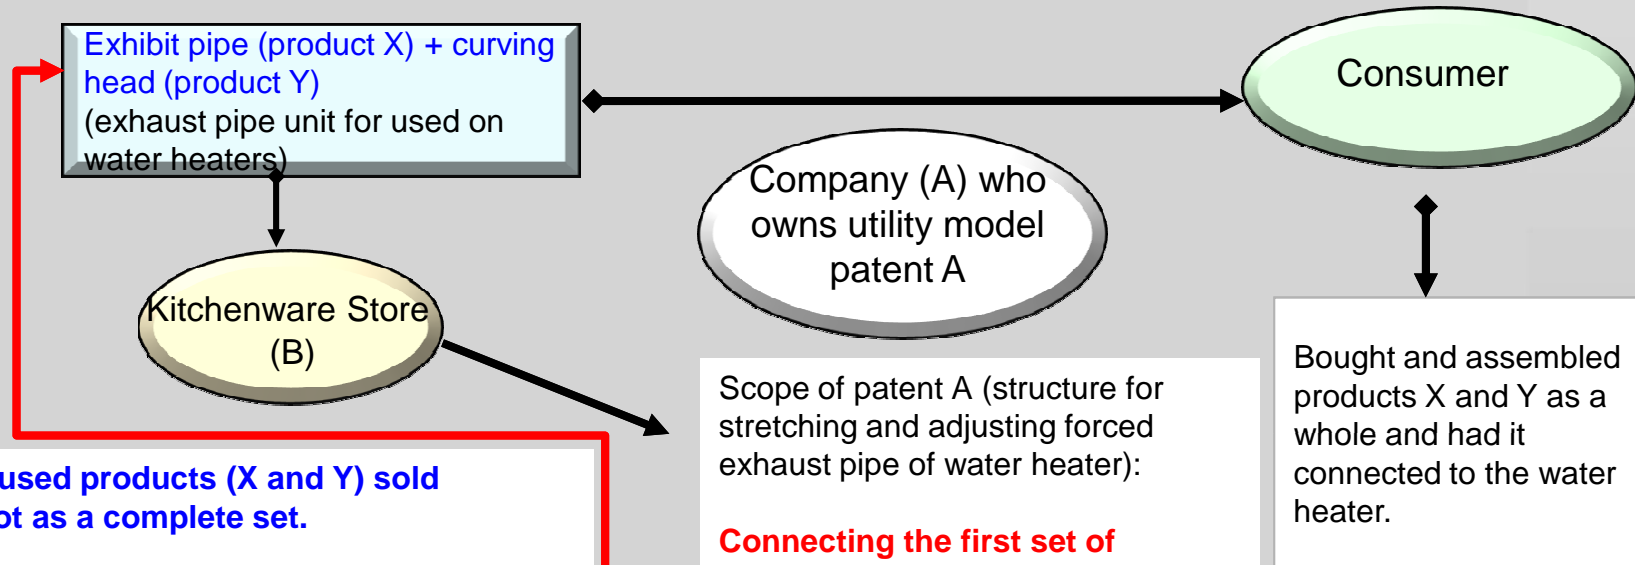 Exhibit pipe (product X) + curving
head (product Y)
(exhaust pipe unit for used on
water heaters)
Consumer
Company (A) who
owns utility model
patent A
Kitchenware Store
(B)
Scope of patent A (structure for
stretching and adjusting forced
exhaust pipe of water heater):
Connecting the first set of
Bought and assembled
products X and Y as a
whole and had it
connected to the water
heater.
used products (X and Y) sold
as a complete set.